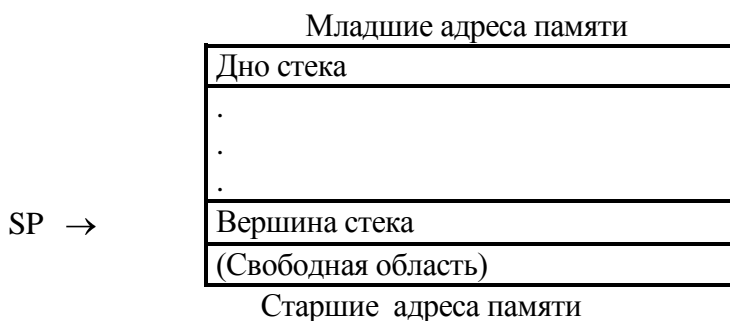 Младшие адреса памяти
Дно стека
.
.
.
SP → Вершина стека
(Свободная область)
Старшие адреса памяти